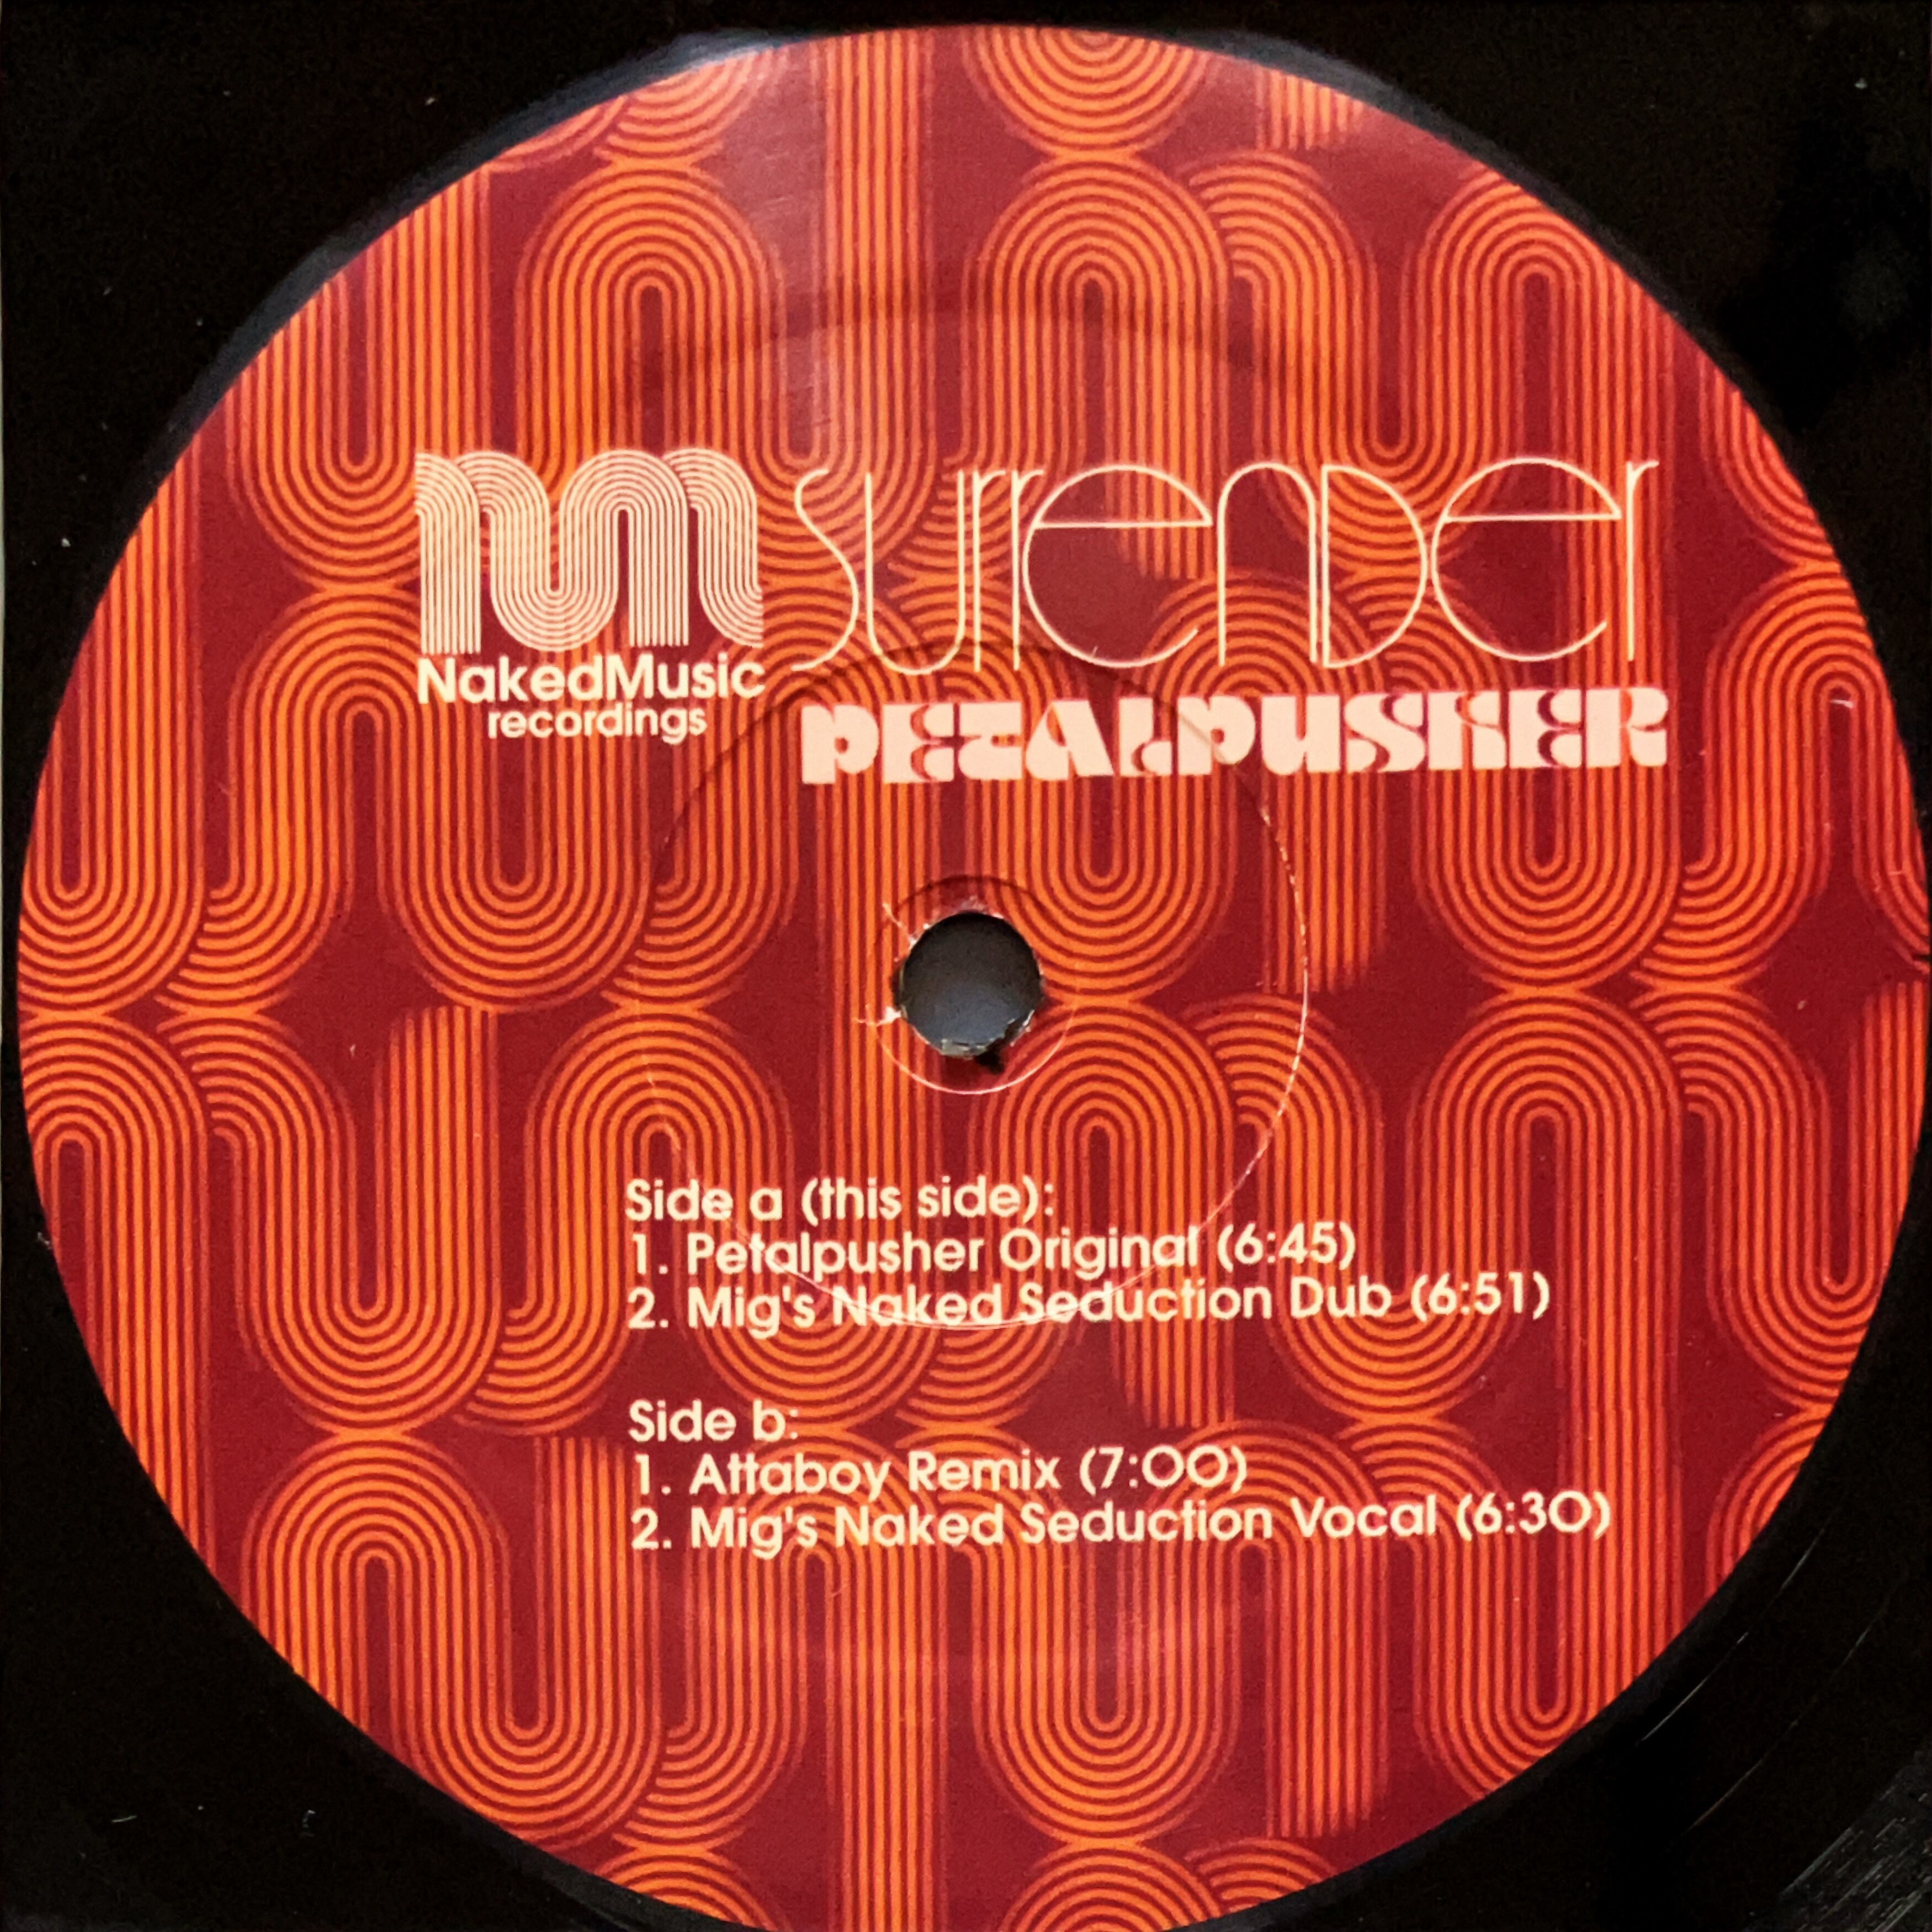 nm
NakedMusic
recordings
surrender
PETALPUSHER
Side a (this side):
1. Petalpusher Original (6:45)
2. Mig's Naked Seduction Dub (6:51)
Side b:
1. Attaboy Remix (7:00)
2. Mig's Naked Seduction Vocal (6:30)